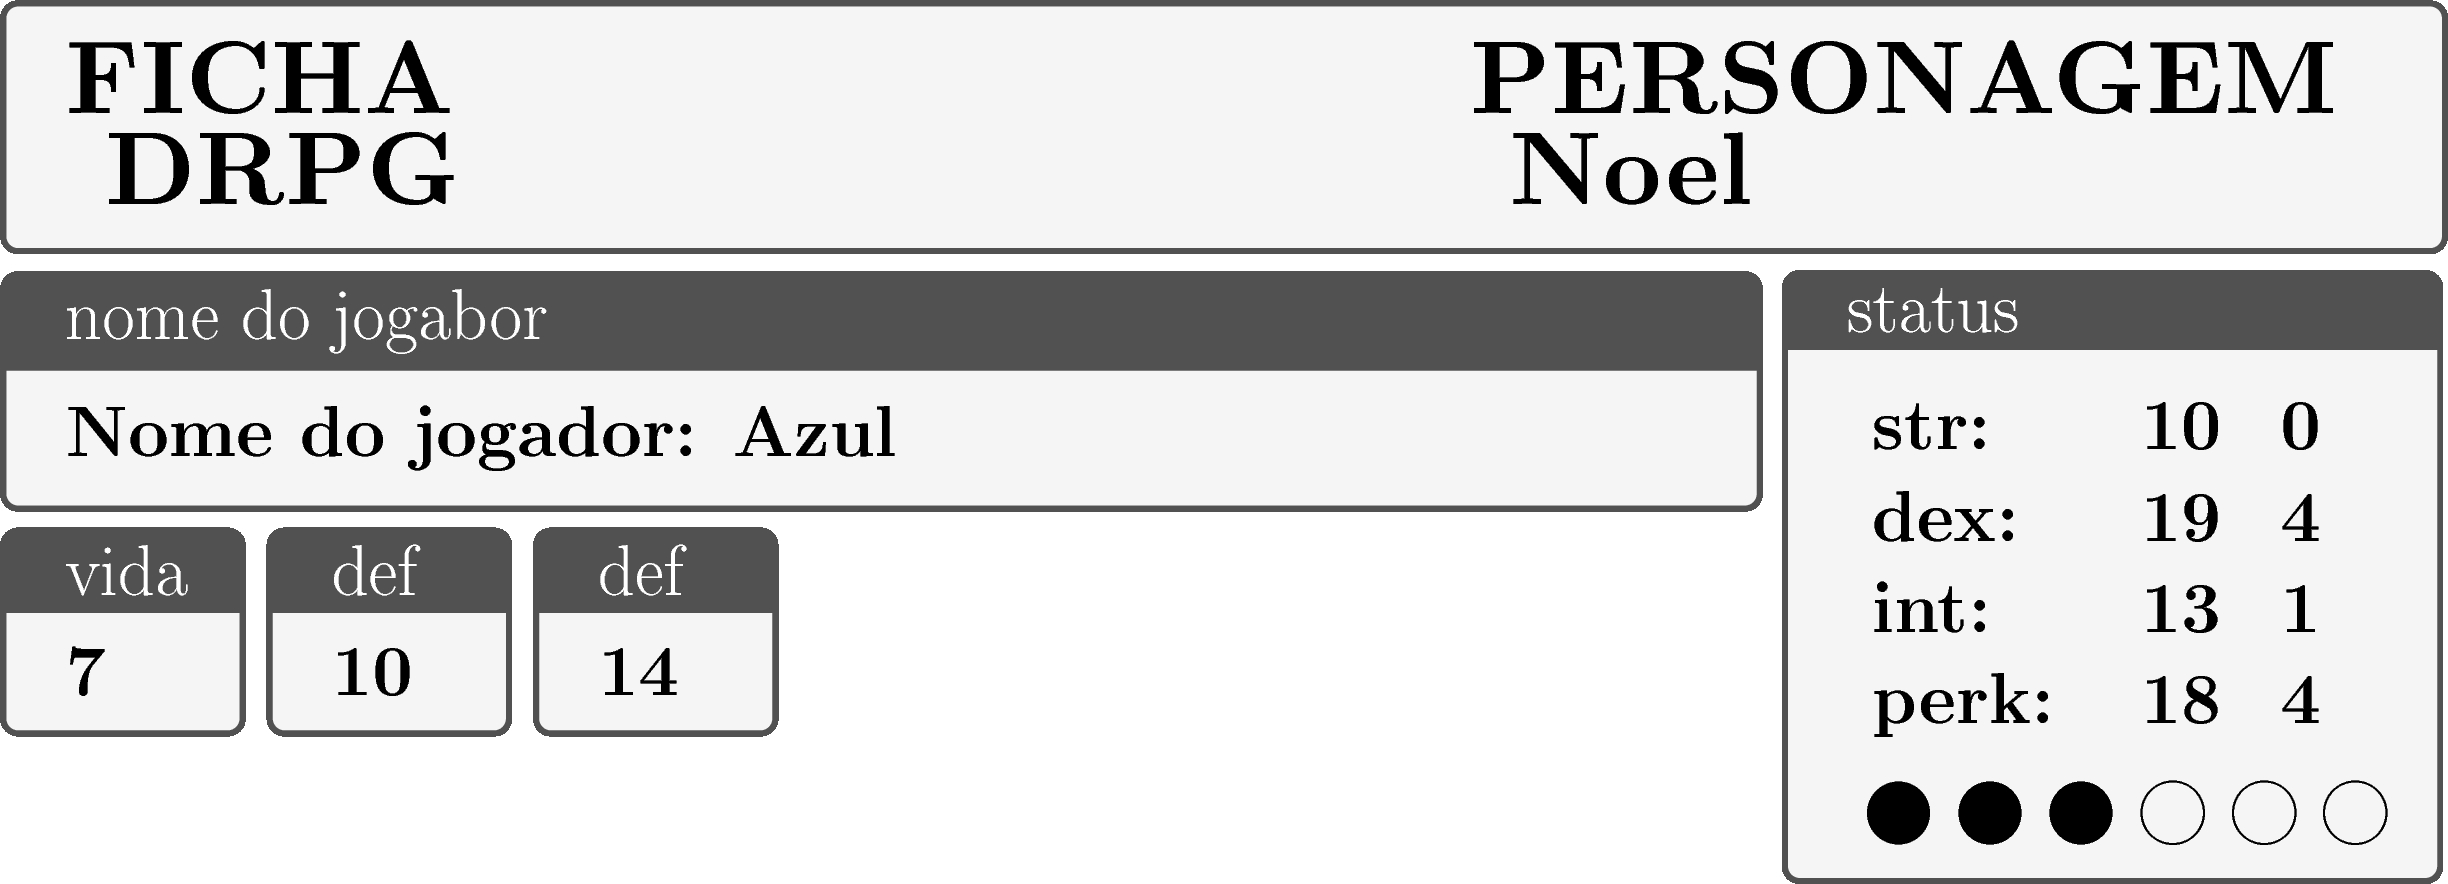 FICHA
DRPG
PERSONAGEM
Noel
nome do jogabor
Nome do jogador: Azul
vida
7
def
10
def
14
status
str: 10 0
dex: 19 4
int: 13 1
perk: 18 4